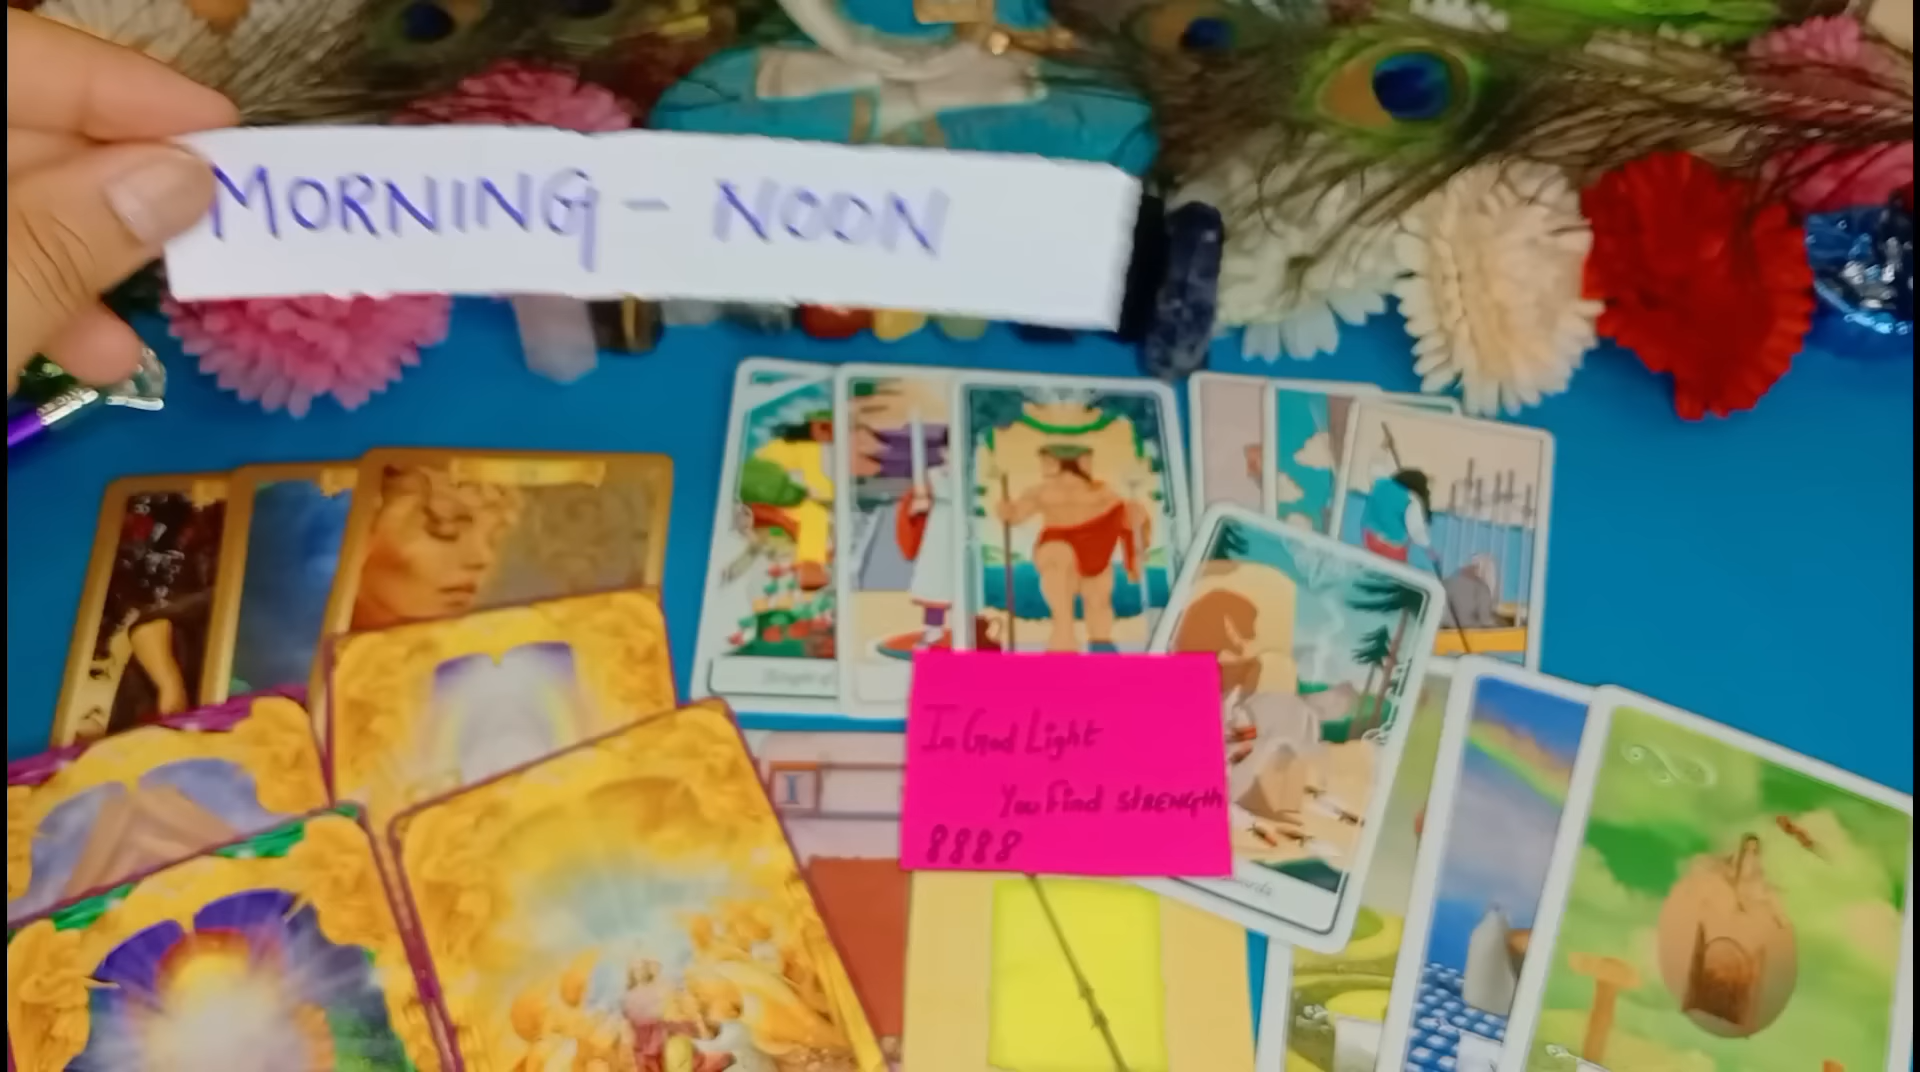 MORNING - NOON
In God Light
You Find STRENGTH
8888
I